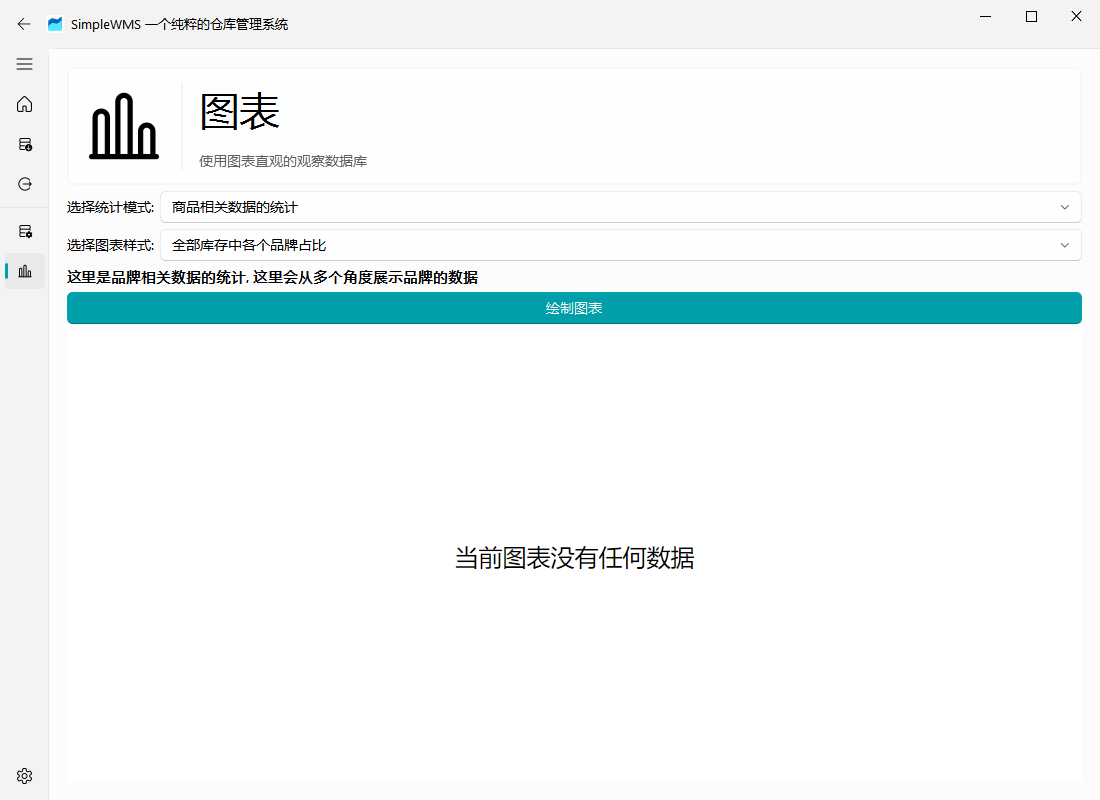 SimpleWMS 一个纯粹的仓库管理系统
图表
使用图表直观的观察数据库
选择统计模式: 商品相关数据的统计
选择图表样式: 全部库存中各个品牌占比
这里是品牌相关数据的统计, 这里会从多个角度展示品牌的数据
绘制图表
当前图表没有任何数据